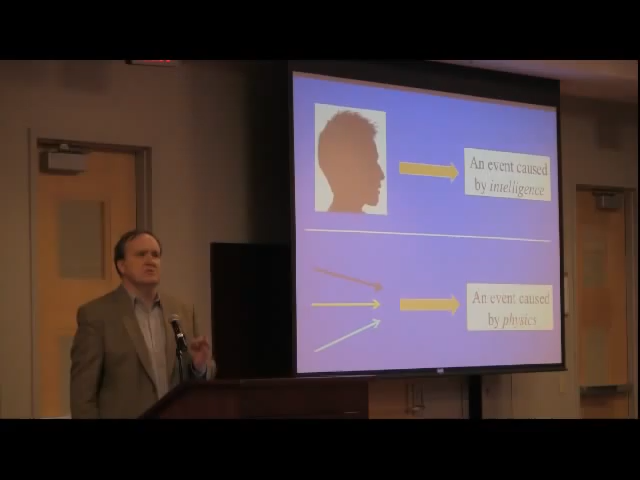 An event caused
by intelligence
An event caused
by physics